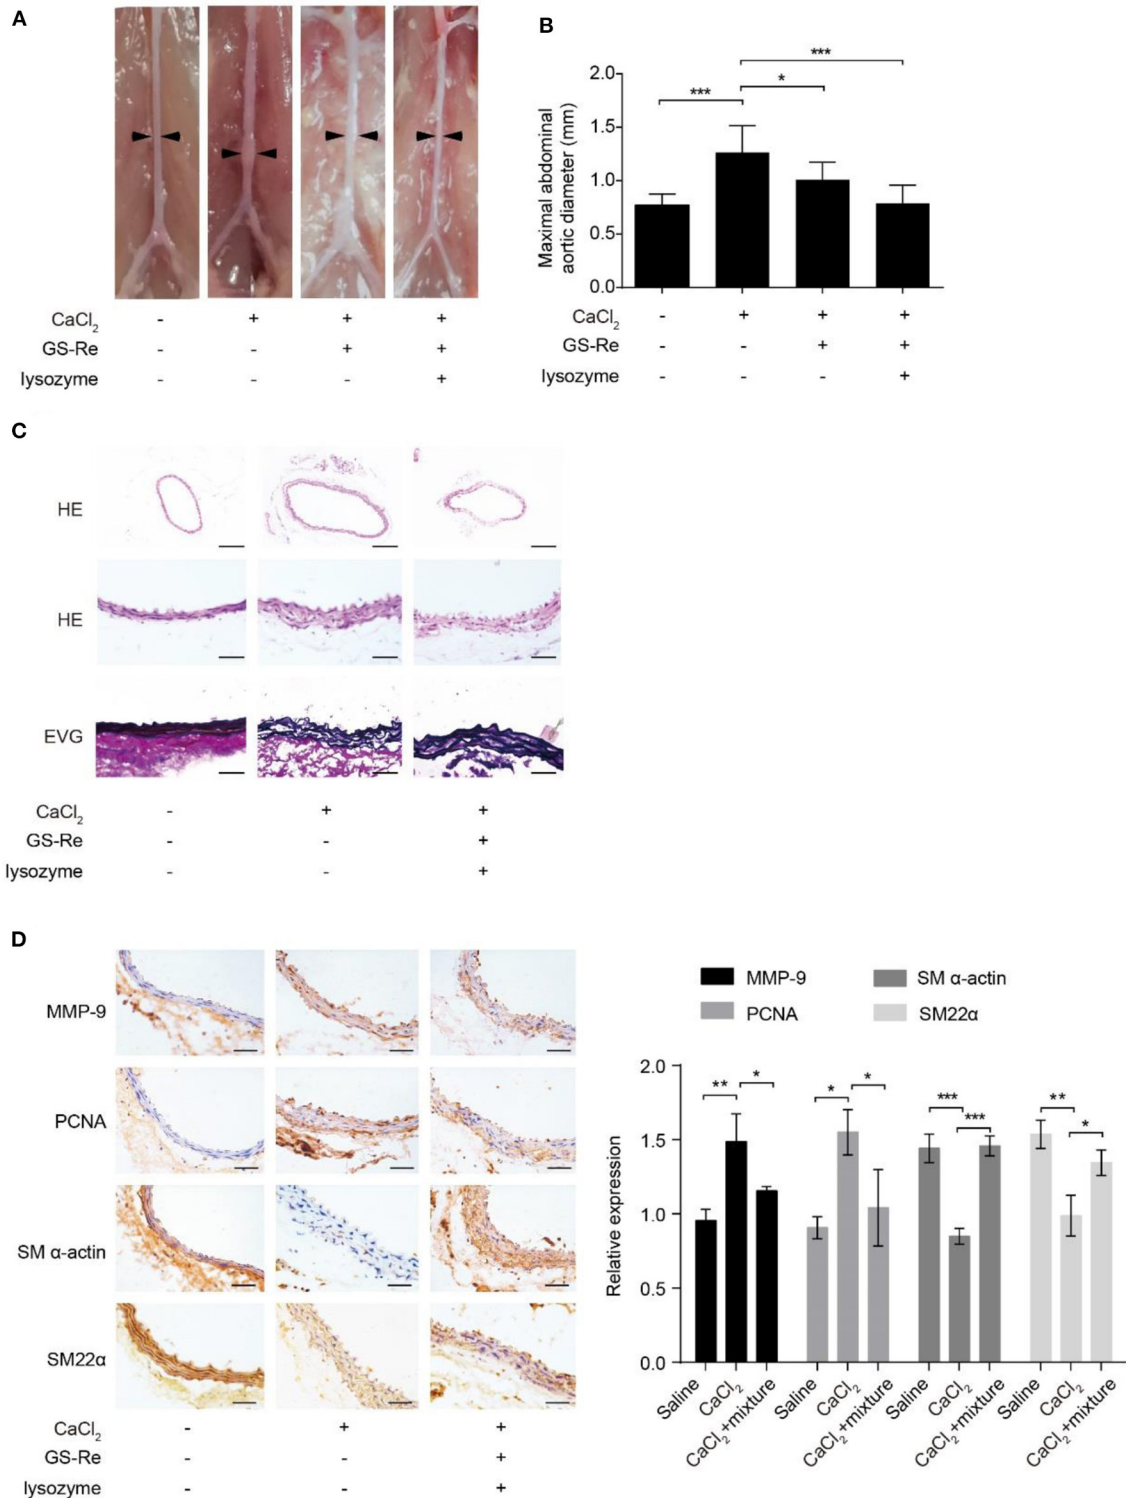 A
CaCl2 - + + +
GS-Re - - + +
lysozyme - - - +
B
Maximal abdominal
aortic diameter (mm)
2.0
1.5
1.0
0.5
0.0
***
***
*
CaCl2 - + + +
GS-Re - - + +
lysozyme - - - +
C
HE
HE
EVG
CaCl2 - + +
GS-Re - - +
lysozyme - - +
D
MMP-9
PCNA
SM α-actin
SM22α
CaCl2 - + +
GS-Re - - +
lysozyme - - +
MMP-9 SM α-actin
PCNA SM22α
Relative expression
2.0
1.5
1.0
0.5
0.0
** * * * *** *** ** *
Saline CaCl2 CaCl2+mixture Saline CaCl2 CaCl2+mixture Saline CaCl2 CaCl2+mixture Saline CaCl2 CaCl2+mixture